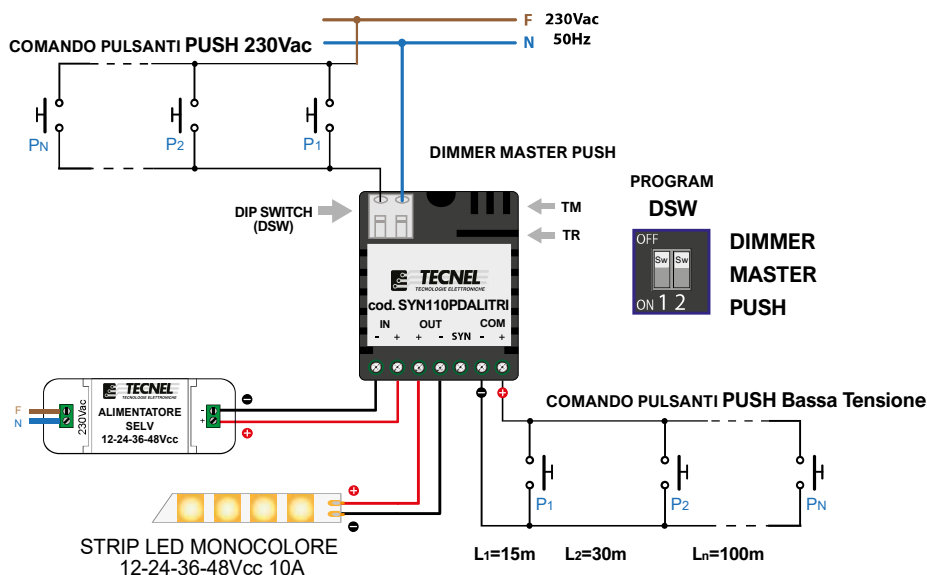 F 230Vac
N 50Hz
COMANDO PULSANTI PUSH 230Vac
PN
P2
P1
DIMMER MASTER PUSH
DIP SWITCH
(DSW)
TM
TR
PROGRAM
DSW
OFF
Sw Sw
ON 1 2
DIMMER
MASTER
PUSH
TECNEL
TECNOLOGIE ELETTRONICHE
cod. SYN110PDALITRI
IN OUT COM
- + + - SYN - +
F
N
230Vac
TECNEL
TECNOLOGIE ELETTRONICHE
ALIMENTATORE
SELV
12-24-36-48Vcc
-
+
COMANDO PULSANTI PUSH Bassa Tensione
P1
P2
PN
L1=15m L2=30m Ln=100m
STRIP LED MONOCOLORE
12-24-36-48Vcc 10A